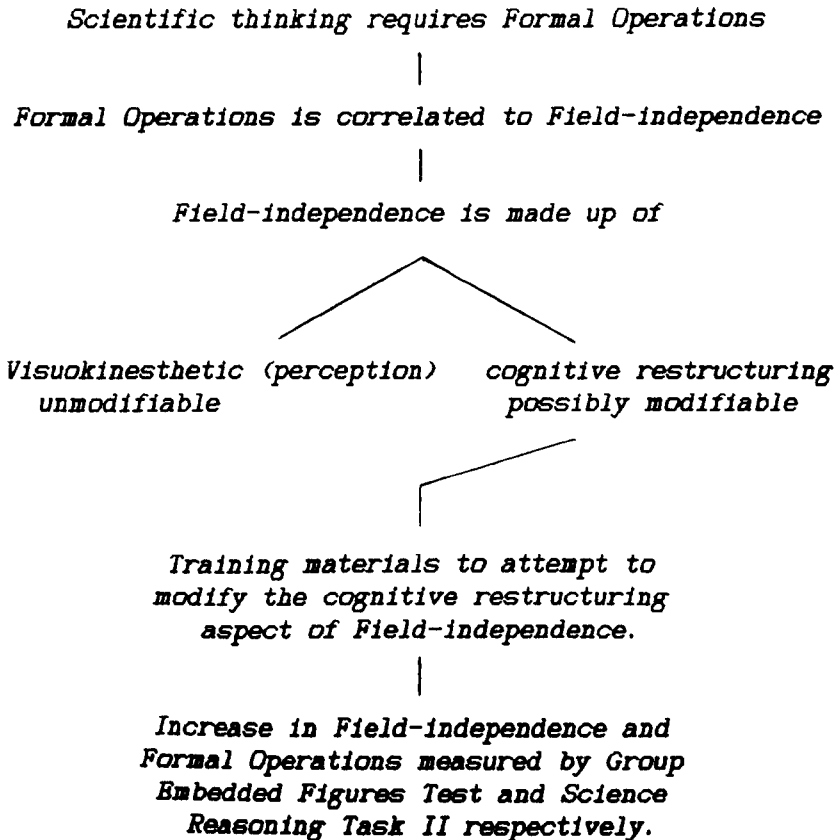 Scientific thinking requires Formal Operations
Formal Operations is correlated to Field-independence
Field-independence is made up of
Visuokinesthetic (perception) cognitive restructuring
unmodifiable possibly modifiable
Training materials to attempt to
modify the cognitive restructuring
aspect of Field-independence.
Increase in Field-independence and
Formal Operations measured by Group
Embedded Figures Test and Science
Reasoning Task II respectively.